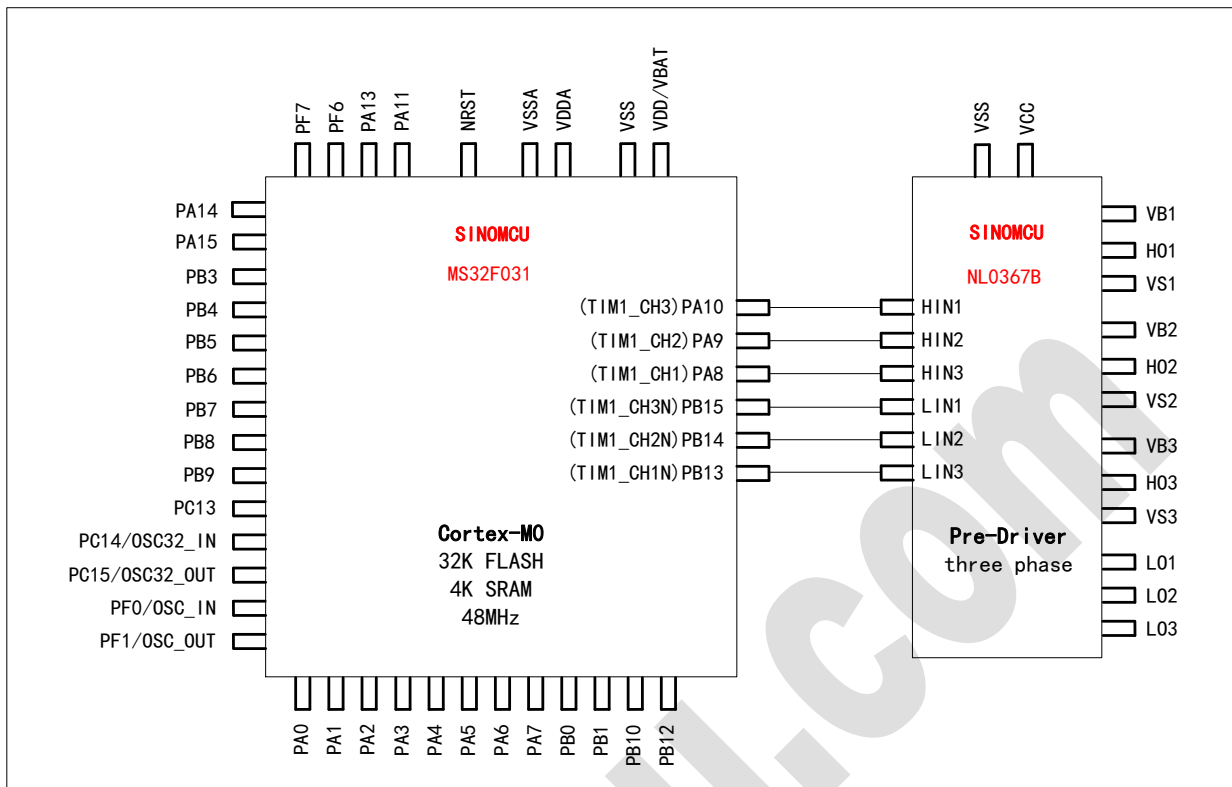 PF7
PF6
PA13
PA11
NRST
VSSA
VDDA
VSS
VDD/VBAT
VSS
VCC
PA14
PA15
PB3
PB4
PB5
PB6
PB7
PB8
PB9
PC13
PC14/OSC32_IN
PC15/OSC32_OUT
PF0/OSC_IN
PF1/OSC_OUT
SINOMCU
MS32F031
(TIM1_CH3)PA10
(TIM1_CH2)PA9
(TIM1_CH1)PA8
(TIM1_CH3N)PB15
(TIM1_CH2N)PB14
(TIM1_CH1N)PB13
Cortex-M0
32K FLASH
4K SRAM
48MHz
SINOMCU
NL0367B
HIN1
HIN2
HIN3
LIN1
LIN2
LIN3
Pre-Driver
three phase
VB1
HO1
VS1
VB2
HO2
VS2
VB3
HO3
VS3
LO1
LO2
LO3
PA0
PA1
PA2
PA3
PA4
PA5
PA6
PA7
PB0
PB1
PB10
PB12